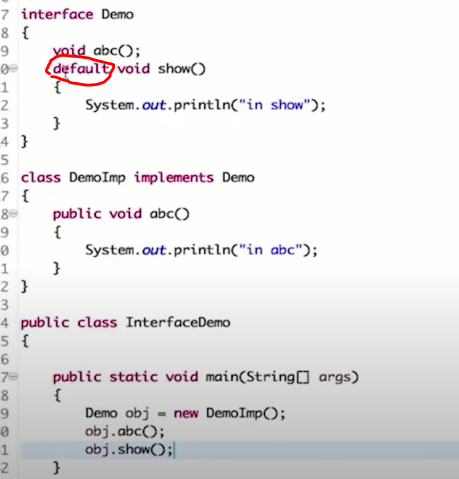 7 interface Demo
8 {
9 void abc();
0 default void show()
1 {
2 System.out.println("in show");
3 }
4 }
5
6 class DemoImp implements Demo
7 {
8 public void abc()
9 {
0 System.out.println("in abc");
1 }
2 }
3
4 public class InterfaceDemo
5 {
6
7 public static void main(String[] args)
8 {
9 Demo obj = new DemoImp();
0 obj.abc();
1 obj.show();
2 }